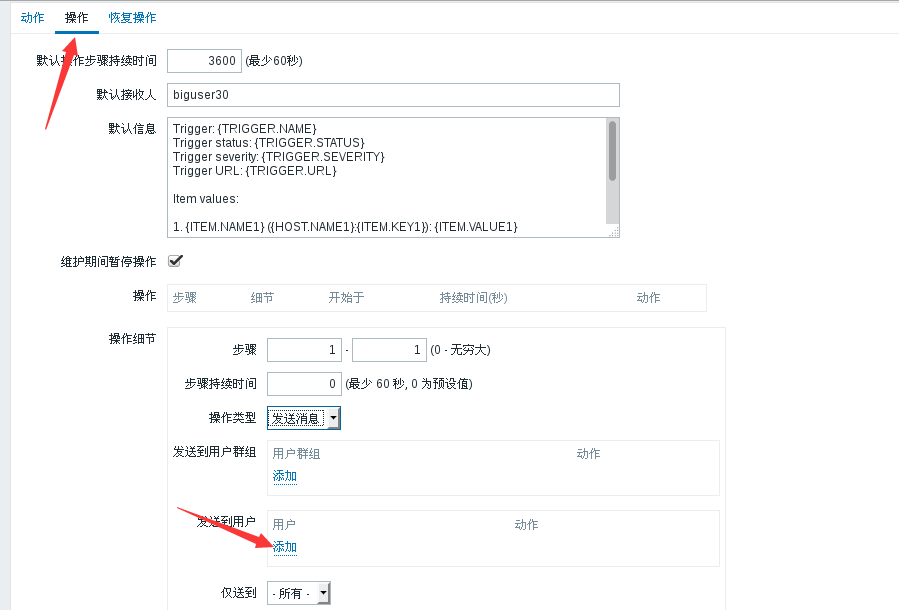 动作 操作 恢复操作
默认操作步骤持续时间 3600 (最少60秒)
默认接收人 biguser30
默认信息 Trigger: {TRIGGER.NAME}
Trigger status: {TRIGGER.STATUS}
Trigger severity: {TRIGGER.SEVERITY}
Trigger URL: {TRIGGER.URL}
Item values:
1. {ITEM.NAME1} ({HOST.NAME1}:{ITEM.KEY1}): {ITEM.VALUE1}
维护期间暂停操作
操作 步骤 细节 开始于 持续时间(秒) 动作
操作细节
步骤 1 - 1 (0 - 无穷大)
步骤持续时间 0 (最少 60 秒, 0 为预设值)
操作类型 发送消息
发送到用户群组 用户群组 动作
添加
发送到用户 用户 动作
添加
仅送到 - 所有 -